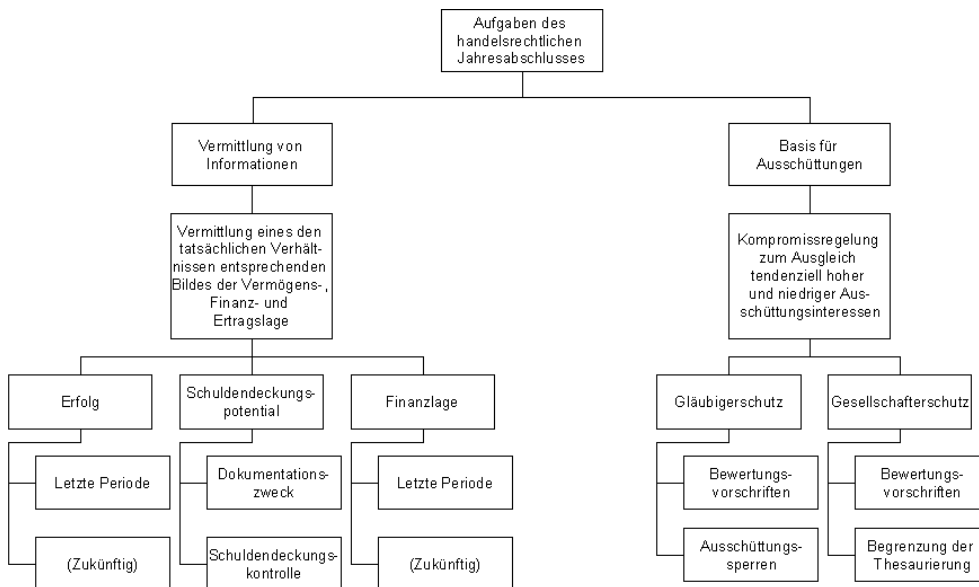 Aufgaben des
handelsrechtlichen
Jahresabschlusses
Vermittlung von
Informationen
Basis für
Ausschüttungen
Vermittlung eines den
tatsächlichen Verhält-
nissen entsprechenden
Bildes der Vermögens-,
Finanz- und
Ertragslage
Kompromissregelung
zum Ausgleich
tendenziell hoher
und niedriger Aus-
schüttungsinteressen
Erfolg
Schuldendeckungs-
potential
Finanzlage
Gläubigerschutz
Gesellschafterschutz
Letzte Periode
Dokumentations-
zweck
Letzte Periode
Bewertungs-
vorschriften
Bewertungs-
vorschriften
(Zukünftig)
Schuldendeckungs-
kontrolle
(Zukünftig)
Ausschüttungs-
sperren
Begrenzung der
Thesaurierung